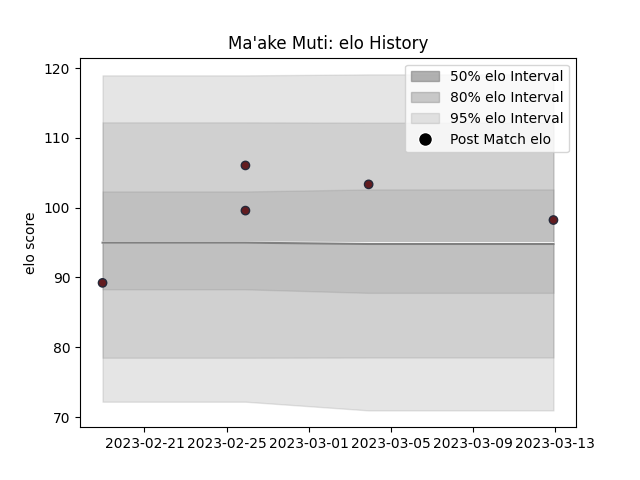 Ma'ake Muti: elo History
120
110
100
90
80
70
elo score
50% elo Interval
80% elo Interval
95% elo Interval
Post Match elo
2023-02-21 2023-02-25 2023-03-01 2023-03-05 2023-03-09 2023-03-13